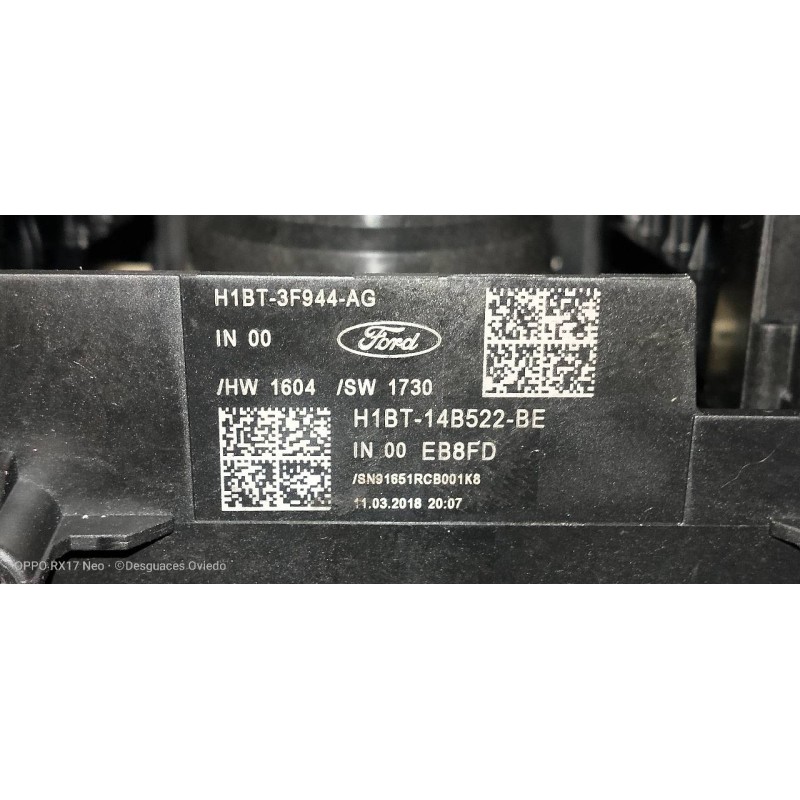 H1BT-3F944-AG
IN 00 Ford
/HW 1604 /SW 1730
H1BT-14B522-BE
IN 00 EB8FD
/SN91651RCB001K8
11.03.2018 20:07
OPPO RX17 Neo · ©Desguaces Oviedo